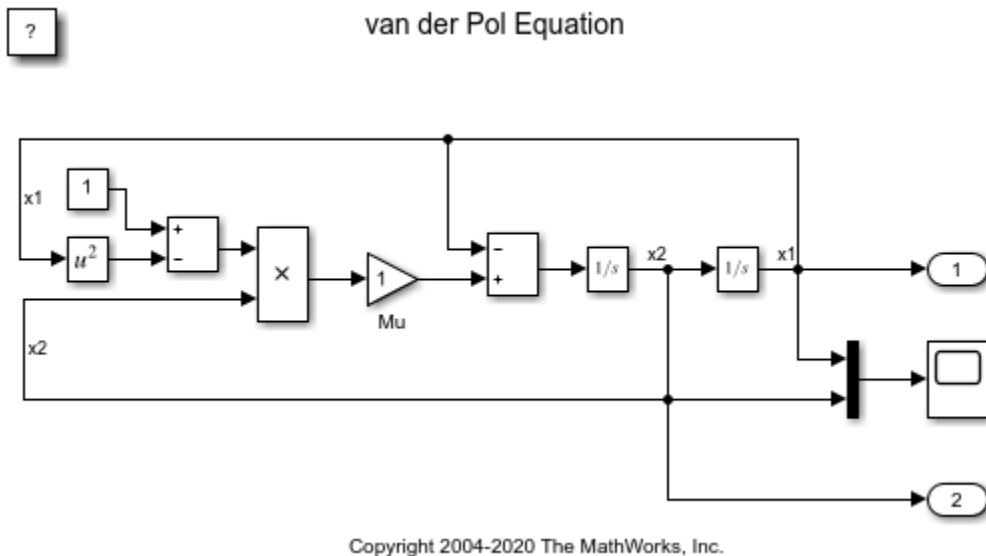 ?
van der Pol Equation
x1
1
+
−
u²
×
1
Mu
−
+
1/s
x2
1/s
x1
1
x2
2
Copyright 2004-2020 The MathWorks, Inc.